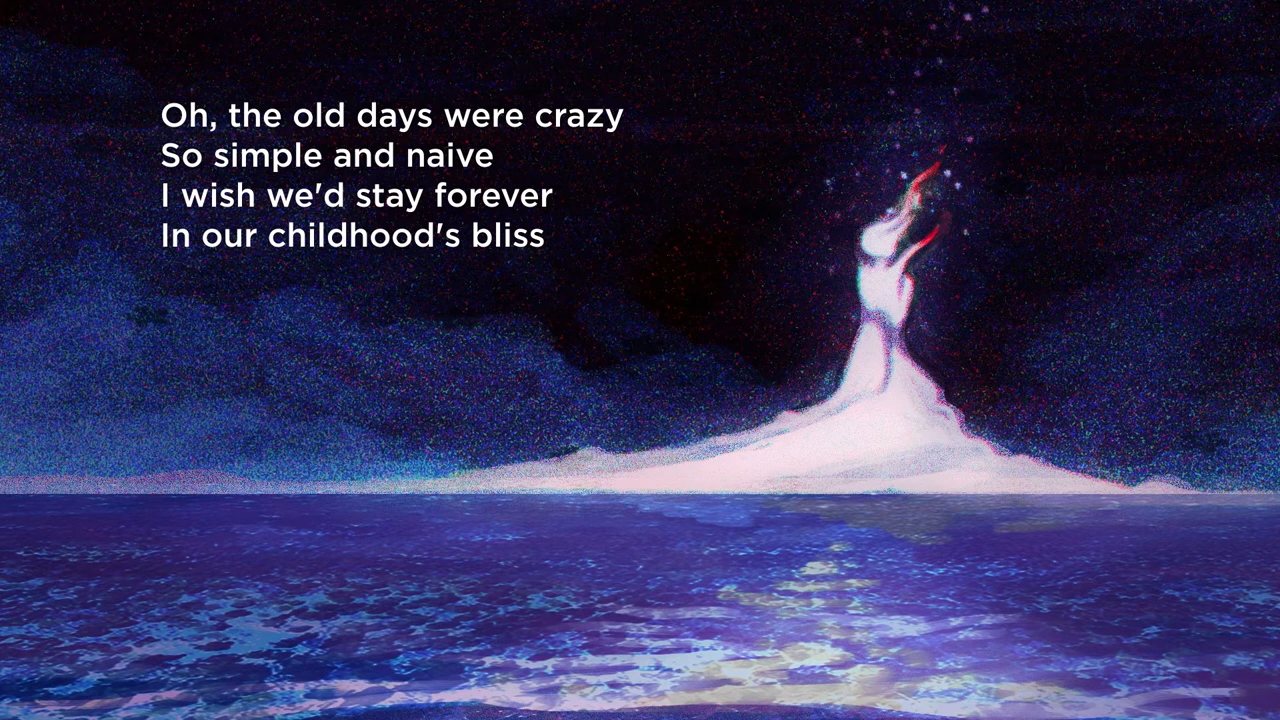 Oh, the old days were crazy
So simple and naive
I wish we'd stay forever
In our childhood's bliss